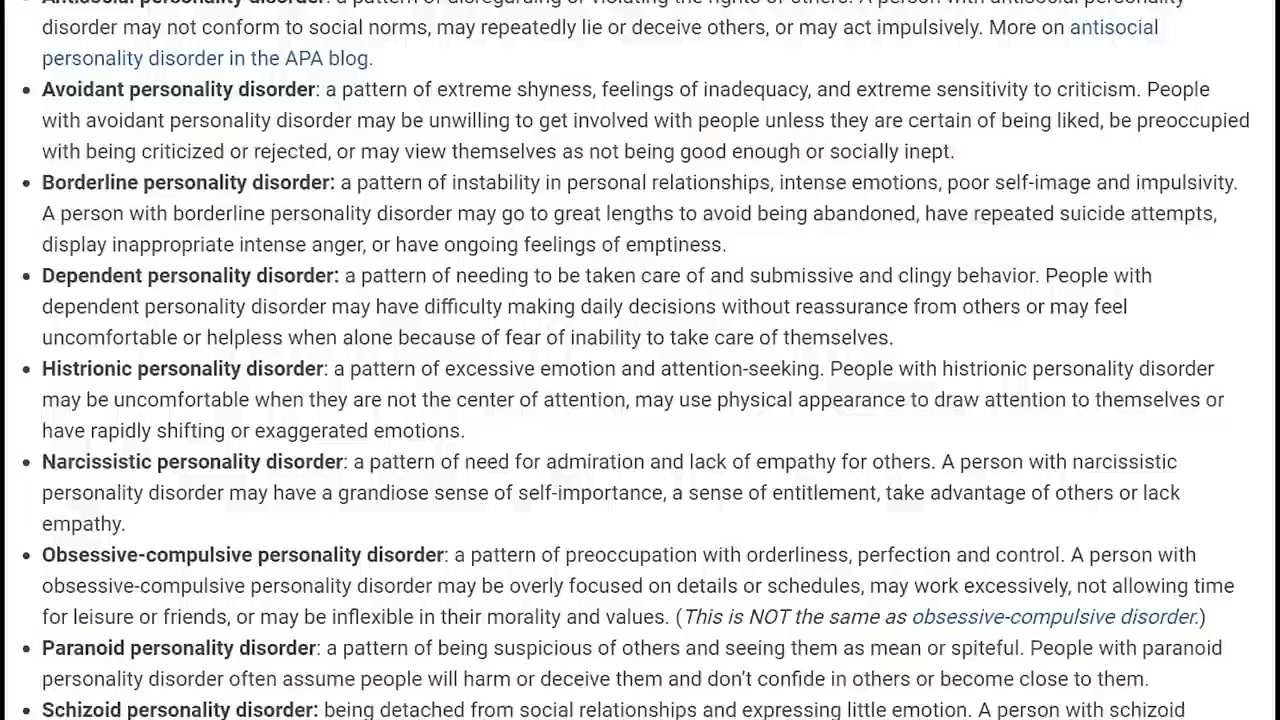 Antisocial personality disorder: a pattern of disregarding or violating the rights of others. A person with antisocial personality
disorder may not conform to social norms, may repeatedly lie or deceive others, or may act impulsively. More on antisocial
personality disorder in the APA blog.
• Avoidant personality disorder: a pattern of extreme shyness, feelings of inadequacy, and extreme sensitivity to criticism. People
with avoidant personality disorder may be unwilling to get involved with people unless they are certain of being liked, be preoccupied
with being criticized or rejected, or may view themselves as not being good enough or socially inept.
• Borderline personality disorder: a pattern of instability in personal relationships, intense emotions, poor self-image and impulsivity.
A person with borderline personality disorder may go to great lengths to avoid being abandoned, have repeated suicide attempts,
display inappropriate intense anger, or have ongoing feelings of emptiness.
• Dependent personality disorder: a pattern of needing to be taken care of and submissive and clingy behavior. People with
dependent personality disorder may have difficulty making daily decisions without reassurance from others or may feel
uncomfortable or helpless when alone because of fear of inability to take care of themselves.
• Histrionic personality disorder: a pattern of excessive emotion and attention-seeking. People with histrionic personality disorder
may be uncomfortable when they are not the center of attention, may use physical appearance to draw attention to themselves or
have rapidly shifting or exaggerated emotions.
• Narcissistic personality disorder: a pattern of need for admiration and lack of empathy for others. A person with narcissistic
personality disorder may have a grandiose sense of self-importance, a sense of entitlement, take advantage of others or lack
empathy.
• Obsessive-compulsive personality disorder: a pattern of preoccupation with orderliness, perfection and control. A person with
obsessive-compulsive personality disorder may be overly focused on details or schedules, may work excessively, not allowing time
for leisure or friends, or may be inflexible in their morality and values. (This is NOT the same as obsessive-compulsive disorder.)
• Paranoid personality disorder: a pattern of being suspicious of others and seeing them as mean or spiteful. People with paranoid
personality disorder often assume people will harm or deceive them and don't confide in others or become close to them.
• Schizoid personality disorder: being detached from social relationships and expressing little emotion. A person with schizoid